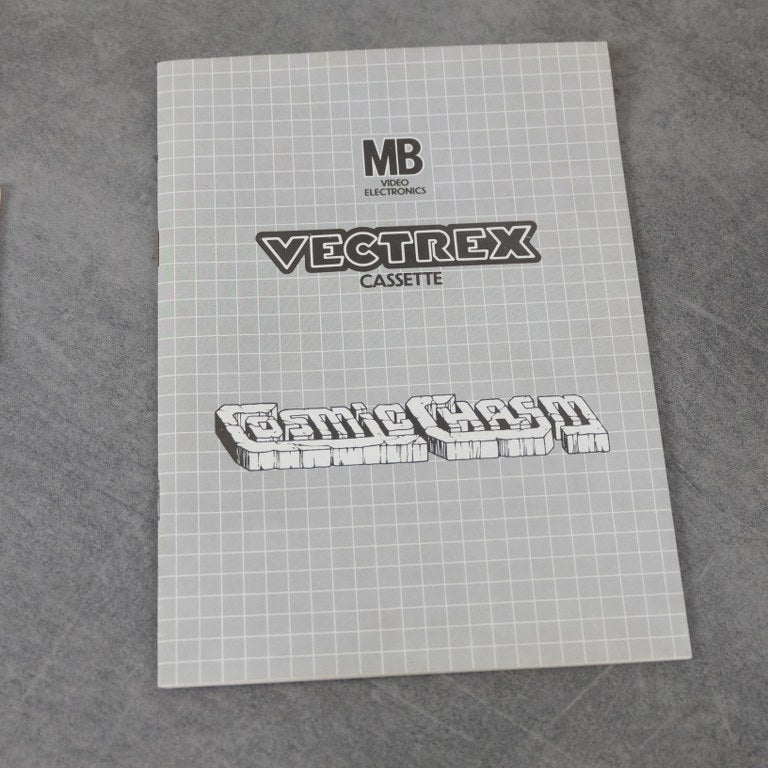 MB
VIDEO
ELECTRONICS
VECTREX
CASSETTE
COSMIC CHASM